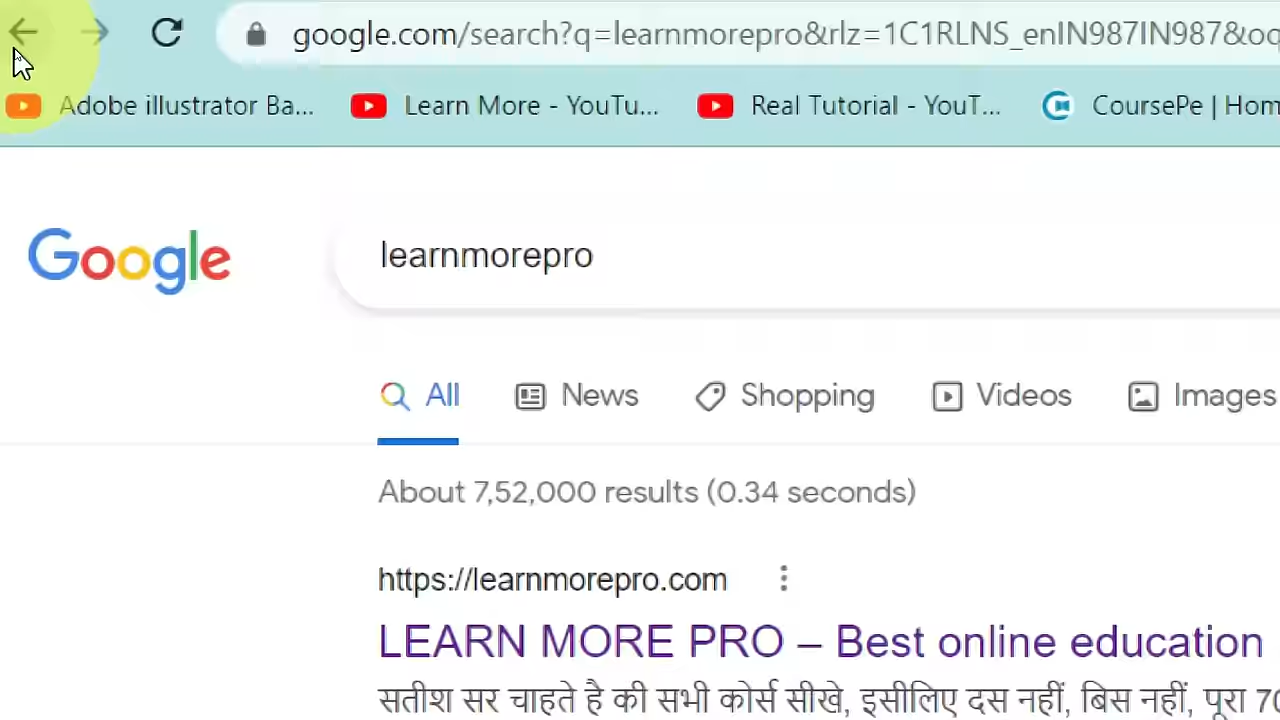 google.com/search?q=learnmorepro&rlz=1C1RLNS_enIN987IN987&oq
Adobe illustrator Ba... Learn More - YouTu... Real Tutorial - YouT... CoursePe | Hom
Google learnmorepro
All News Shopping Videos Images
About 7,52,000 results (0.34 seconds)
https://learnmorepro.com
LEARN MORE PRO – Best online education
सतीश सर चाहते है की सभी कोर्स सीखे, इसीलिए दस नहीं, बिस नहीं, पूरा 70